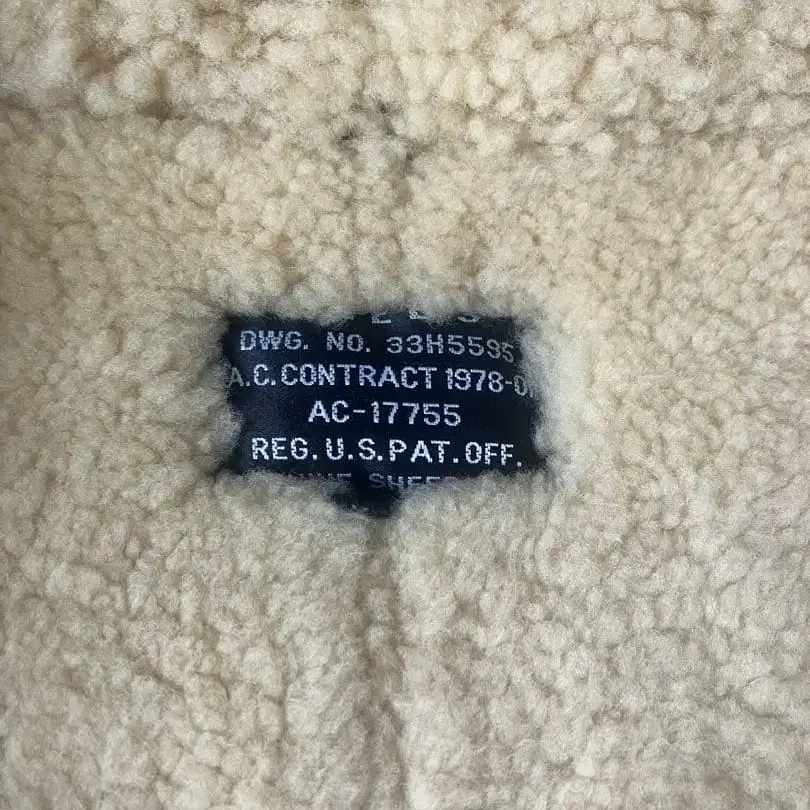 DWG. NO. 33H5595
A.C. CONTRACT 1978-
AC-17755
REG. U.S. PAT. OFF.